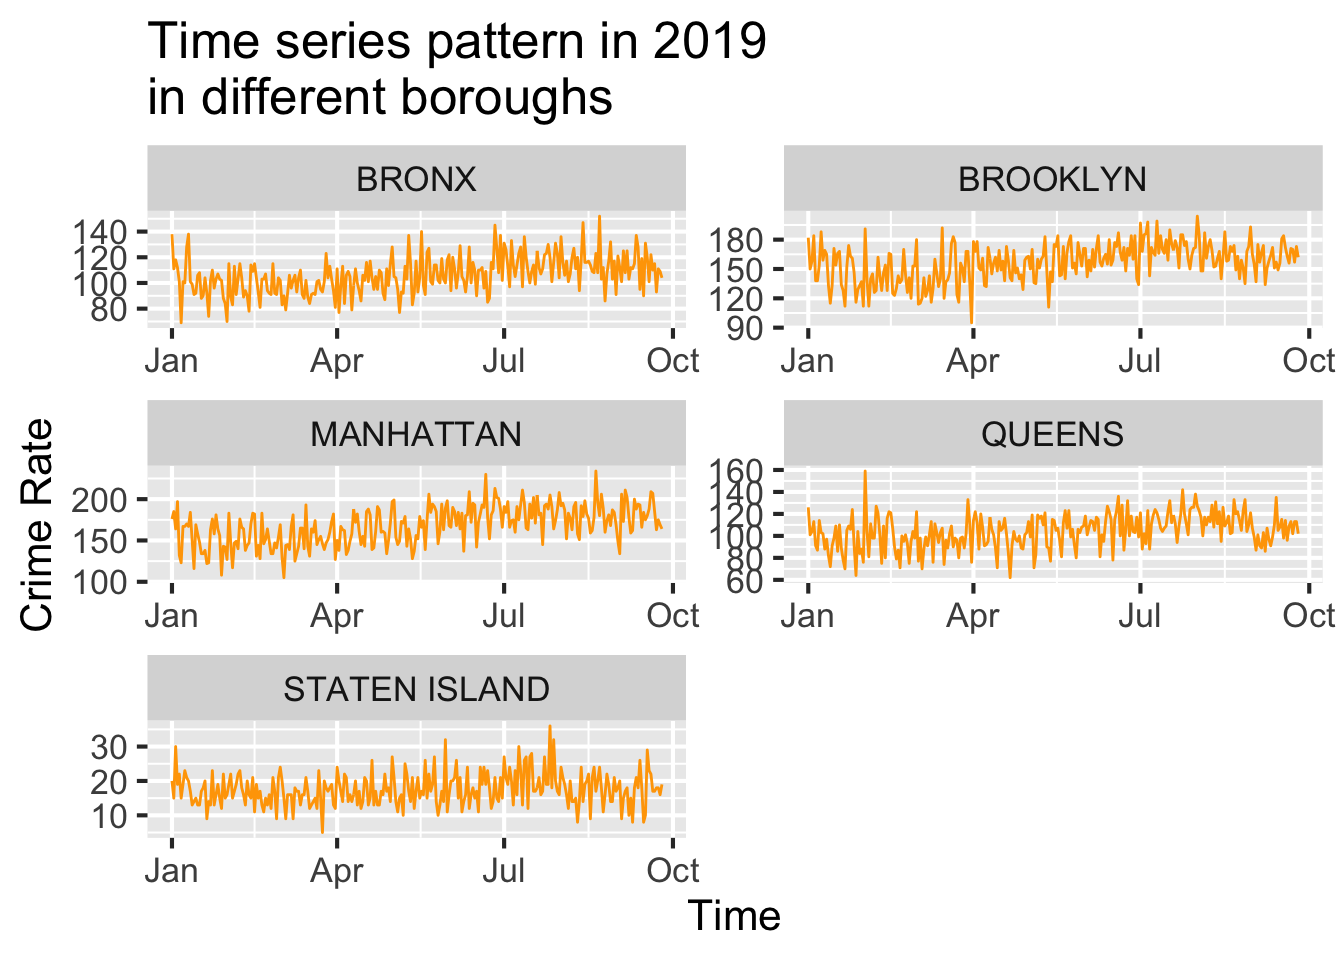 Time series pattern in 2019
in different boroughs
BRONX
BROOKLYN
140
120
100
80
180
150
120
90
Jan Apr Jul Oct
Jan Apr Jul Oct
Crime Rate
MANHATTAN
QUEENS
200
150
100
160
140
120
100
80
60
Jan Apr Jul Oct
Jan Apr Jul Oct
STATEN ISLAND
30
20
10
Jan Apr Jul Oct
Time